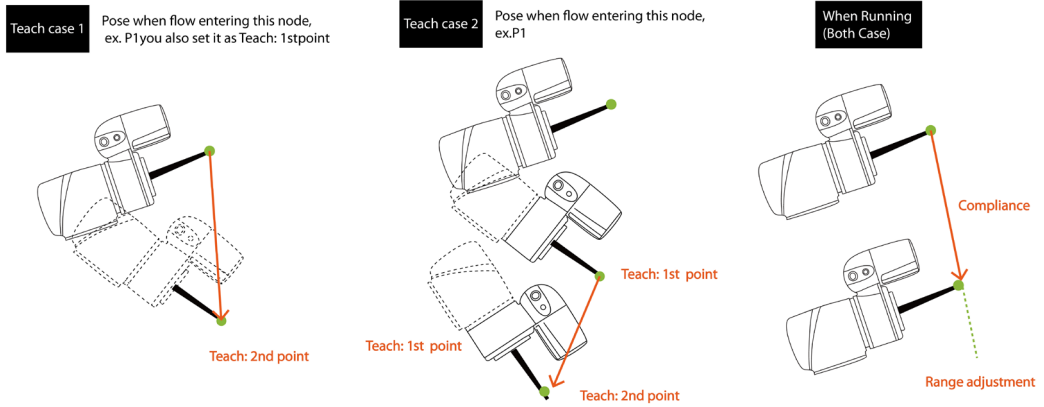 Teach case 1
Pose when flow entering this node,
ex. P1you also set it as Teach: 1stpoint
Teach: 2nd point
Teach case 2
Pose when flow entering this node,
ex.P1
Teach: 1st point
Teach: 1st point
Teach: 2nd point
When Running
(Both Case)
Compliance
Range adjustment